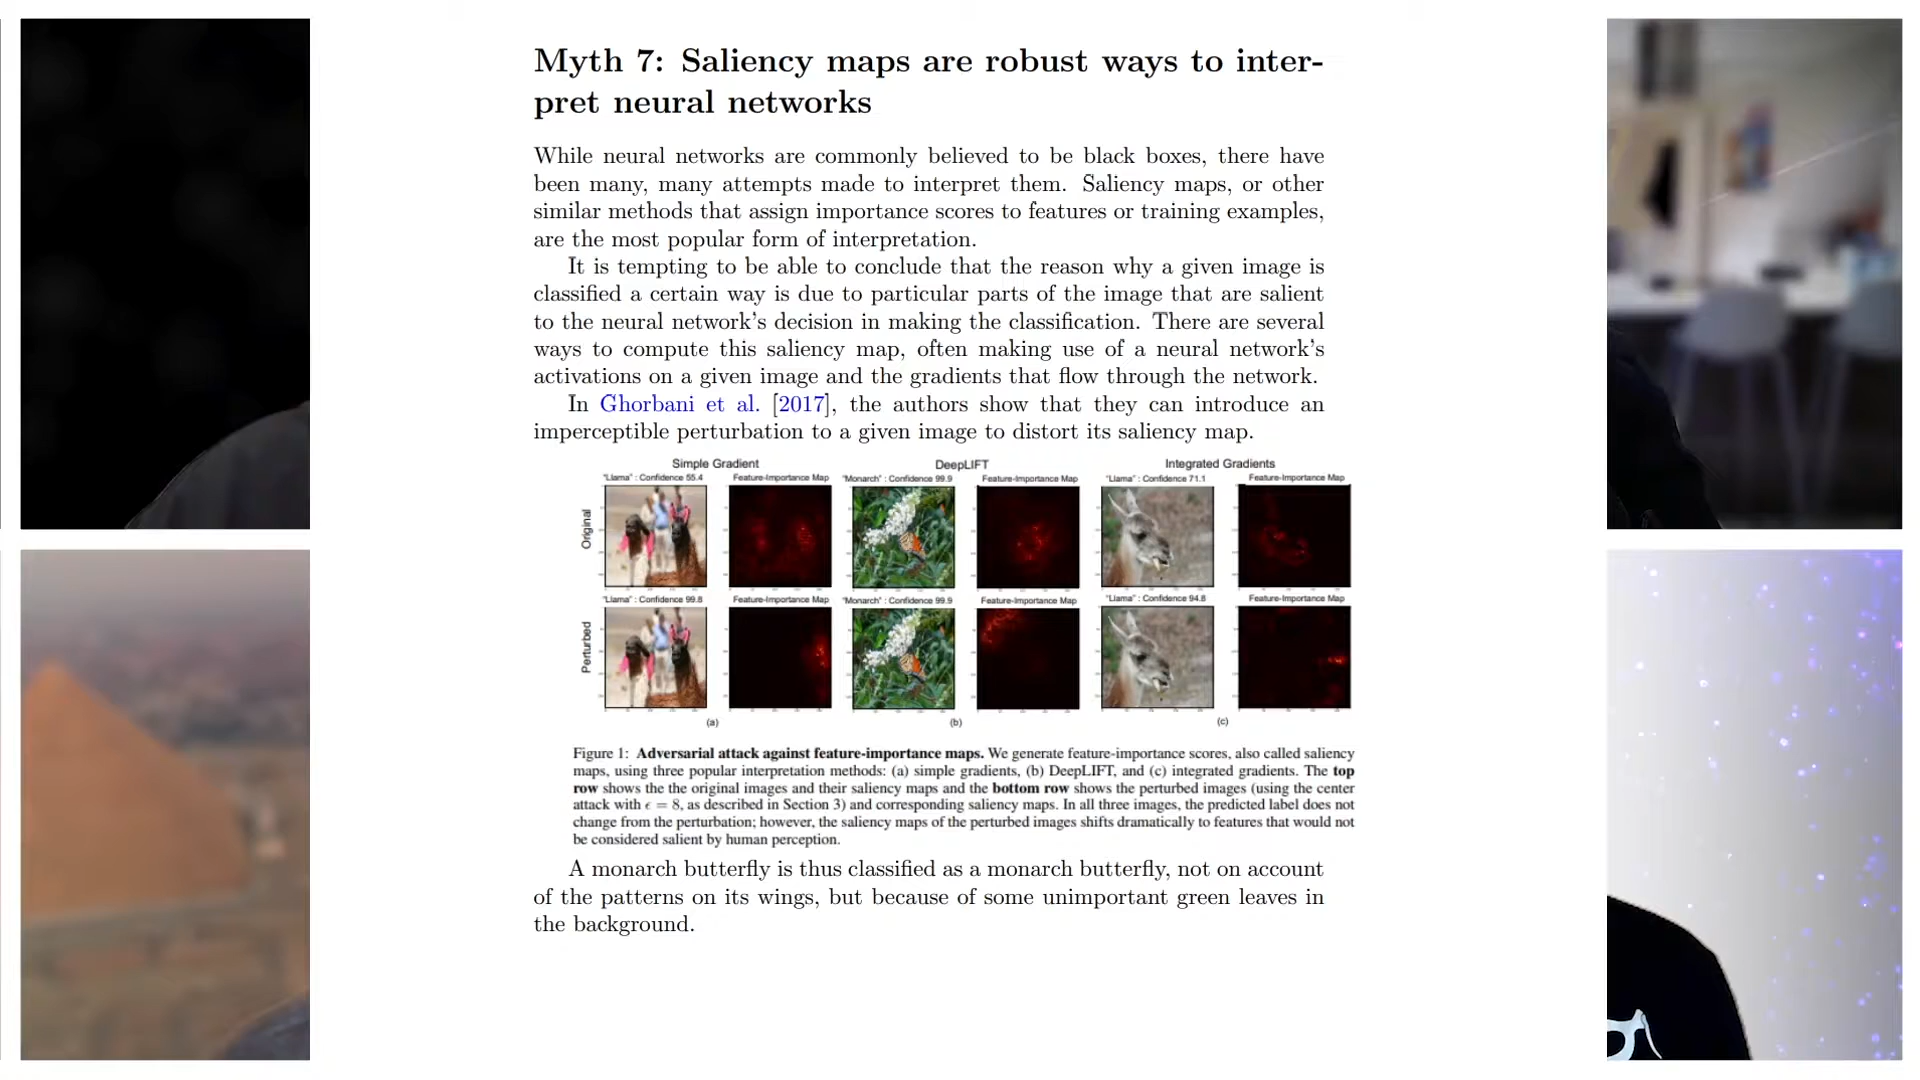 Myth 7: Saliency maps are robust ways to inter-
pret neural networks
While neural networks are commonly believed to be black boxes, there have
been many, many attempts made to interpret them. Saliency maps, or other
similar methods that assign importance scores to features or training examples,
are the most popular form of interpretation.
It is tempting to be able to conclude that the reason why a given image is
classified a certain way is due to particular parts of the image that are salient
to the neural network's decision in making the classification. There are several
ways to compute this saliency map, often making use of a neural network's
activations on a given image and the gradients that flow through the network.
In Ghorbani et al. [2017], the authors show that they can introduce an
imperceptible perturbation to a given image to distort its saliency map.
Simple Gradient DeepLIFT Integrated Gradients
"Llama" : Confidence 55.4 Feature-Importance Map "Monarch" : Confidence 99.9 Feature-Importance Map "Llama" : Confidence 71.1 Feature-Importance Map
Original
"Llama" : Confidence 99.8 Feature-Importance Map "Monarch" : Confidence 99.9 Feature-Importance Map "Llama" : Confidence 94.8 Feature-Importance Map
Perturbed
(a) (b) (c)
Figure 1: Adversarial attack against feature-importance maps. We generate feature-importance scores, also called saliency
maps, using three popular interpretation methods: (a) simple gradients, (b) DeepLIFT, and (c) integrated gradients. The top
row shows the the original images and their saliency maps and the bottom row shows the perturbed images (using the center
attack with ϵ = 8, as described in Section 3) and corresponding saliency maps. In all three images, the predicted label does not
change from the perturbation; however, the saliency maps of the perturbed images shifts dramatically to features that would not
be considered salient by human perception.
A monarch butterfly is thus classified as a monarch butterfly, not on account
of the patterns on its wings, but because of some unimportant green leaves in
the background.